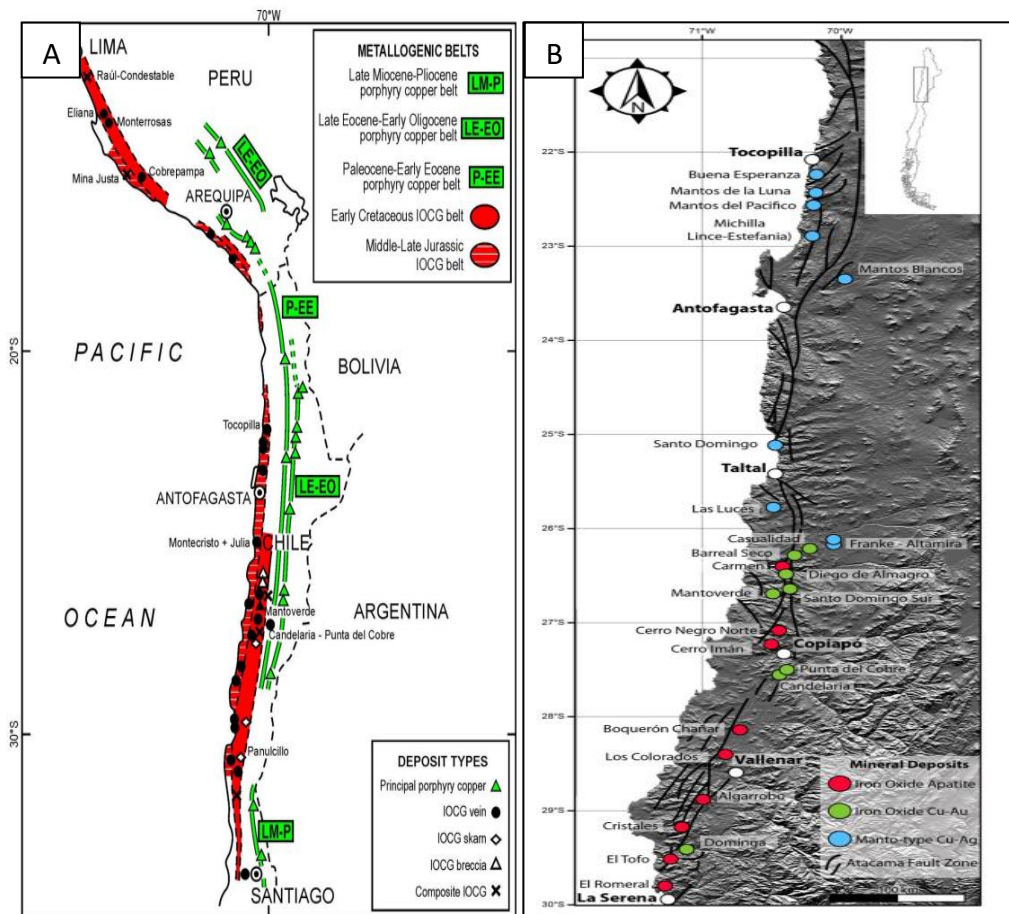 A
70°W
LIMA
Raúl-Condestable
PERU
Eliana
Monterrosas
LE-EO
Mina Justa
Cobrepampa
AREQUIPA
METALLOGENIC BELTS
Late Miocene-Pliocene
porphyry copper belt
LM-P
Late Eocene-Early Oligocene
porphyry copper belt
LE-EO
Paleocene-Early Eocene
porphyry copper belt
P-EE
Early Cretaceous IOCG belt
Middle-Late Jurassic
IOCG belt
P-EE
20°S
PACIFIC
BOLIVIA
Tocopilla
ANTOFAGASTA
LE-EO
Montecristo + Julia
CHILE
OCEAN
Mantoverde
ARGENTINA
Candelaria - Punta del Cobre
30°S
Panulcillo
LM-P
SANTIAGO
DEPOSIT TYPES
Principal porphyry copper
IOCG vein
IOCG skarn
IOCG breccia
Composite IOCG
B
71°W
70°W
N
22°S
Tocopilla
Buena Esperanza
Mantos de la Luna
Mantos del Pacifico
Michilla
Lince-Estefania)
23°S
Mantos Blancos
Antofagasta
24°S
25°S
Santo Domingo
Taltal
Las Luces
26°S
Casualidad
Franke - Altamira
Barreal Seco
Carmen
Diego de Almagro
Mantoverde
Santo Domingo Sur
27°S
Cerro Negro Norte
Copiapó
Cerro Imán
Punta del Cobre
Candelaria
28°S
Boquerón Chañar
Los Colorados
Vallenar
Algarrobo
29°S
Cristales
Dominga
El Tofo
El Romeral
La Serena
30°S
Mineral Deposits
Iron Oxide Apatite
Iron Oxide Cu-Au
Manto-type Cu-Ag
Atacama Fault Zone
100 km